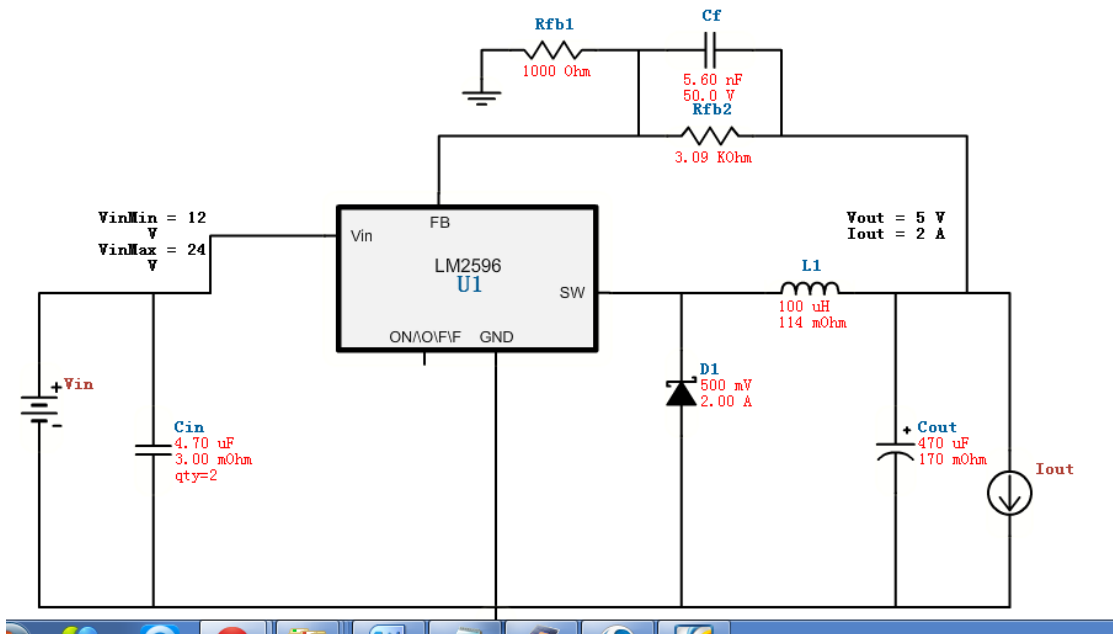 Rfb1
1000 Ohm
Cf
5.60 nF
50.0 V
Rfb2
3.09 KOhm
VinMin = 12
V
VinMax = 24
V
Vin
FB
LM2596
U1
SW
ON/\O\F\F
GND
Vout = 5 V
Iout = 2 A
L1
100 uH
114 mOhm
D1
500 mV
2.00 A
+
Vin
-
Cin
4.70 uF
3.00 mOhm
qty=2
+
Cout
470 uF
170 mOhm
Iout